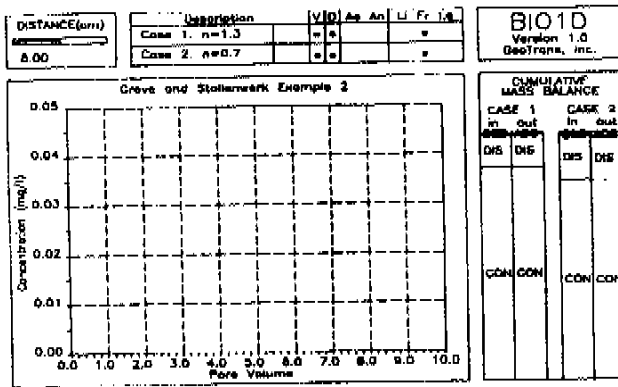 DISTANCE(cm)
8.00
Description V D Ae An Li Fr La
Case 1. n=1.3 * * *
Case 2. n=0.7 * * *
BIO1D
Version 1.0
GeoTrans, Inc.
Grove and Stollenwerk Example 2
Concentration (mg/l)
0.05
0.04
0.03
0.02
0.01
0.00
0.0 1.0 2.0 3.0 4.0 5.0 6.0 7.0 8.0 9.0 10.0
Pore Volume
CUMULATIVE
MASS BALANCE
CASE 1 CASE 2
in out in out
DIS DIS DIS DIS
CON CON CON CON